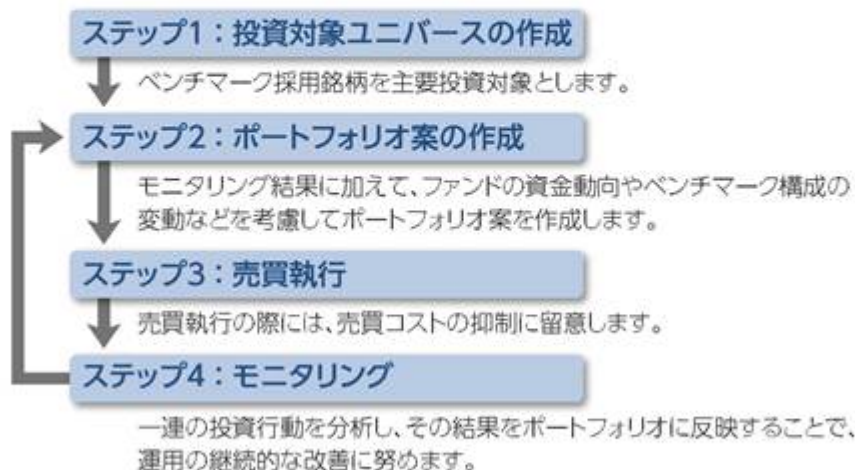 ステップ1：投資対象ユニバースの作成
ベンチマーク採用銘柄を主要投資対象とします。
ステップ2：ポートフォリオ案の作成
モニタリング結果に加えて、ファンドの資金動向やベンチマーク構成の
変動などを考慮してポートフォリオ案を作成します。
ステップ3：売買執行
売買執行の際には、売買コストの抑制に留意します。
ステップ4：モニタリング
一連の投資行動を分析し、その結果をポートフォリオに反映することで、
運用の継続的な改善に努めます。